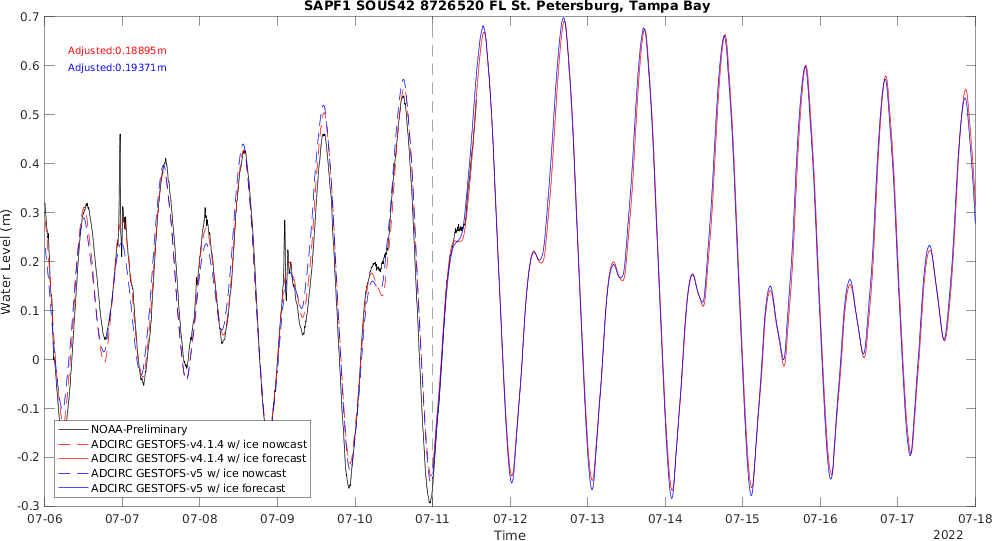 SAPF1 SOUS42 8726520 FL St. Petersburg, Tampa Bay
0.7
0.6
0.5
0.4
0.3
0.2
0.1
0
-0.1
-0.2
-0.3
Water Level (m)
Adjusted:0.18895m
Adjusted:0.19371m
NOAA-Preliminary
ADCIRC GESTOFS-v4.1.4 w/ ice nowcast
ADCIRC GESTOFS-v4.1.4 w/ ice forecast
ADCIRC GESTOFS-v5 w/ ice nowcast
ADCIRC GESTOFS-v5 w/ ice forecast
07-06 07-07 07-08 07-09 07-10 07-11 07-12 07-13 07-14 07-15 07-16 07-17 07-18
Time
2022